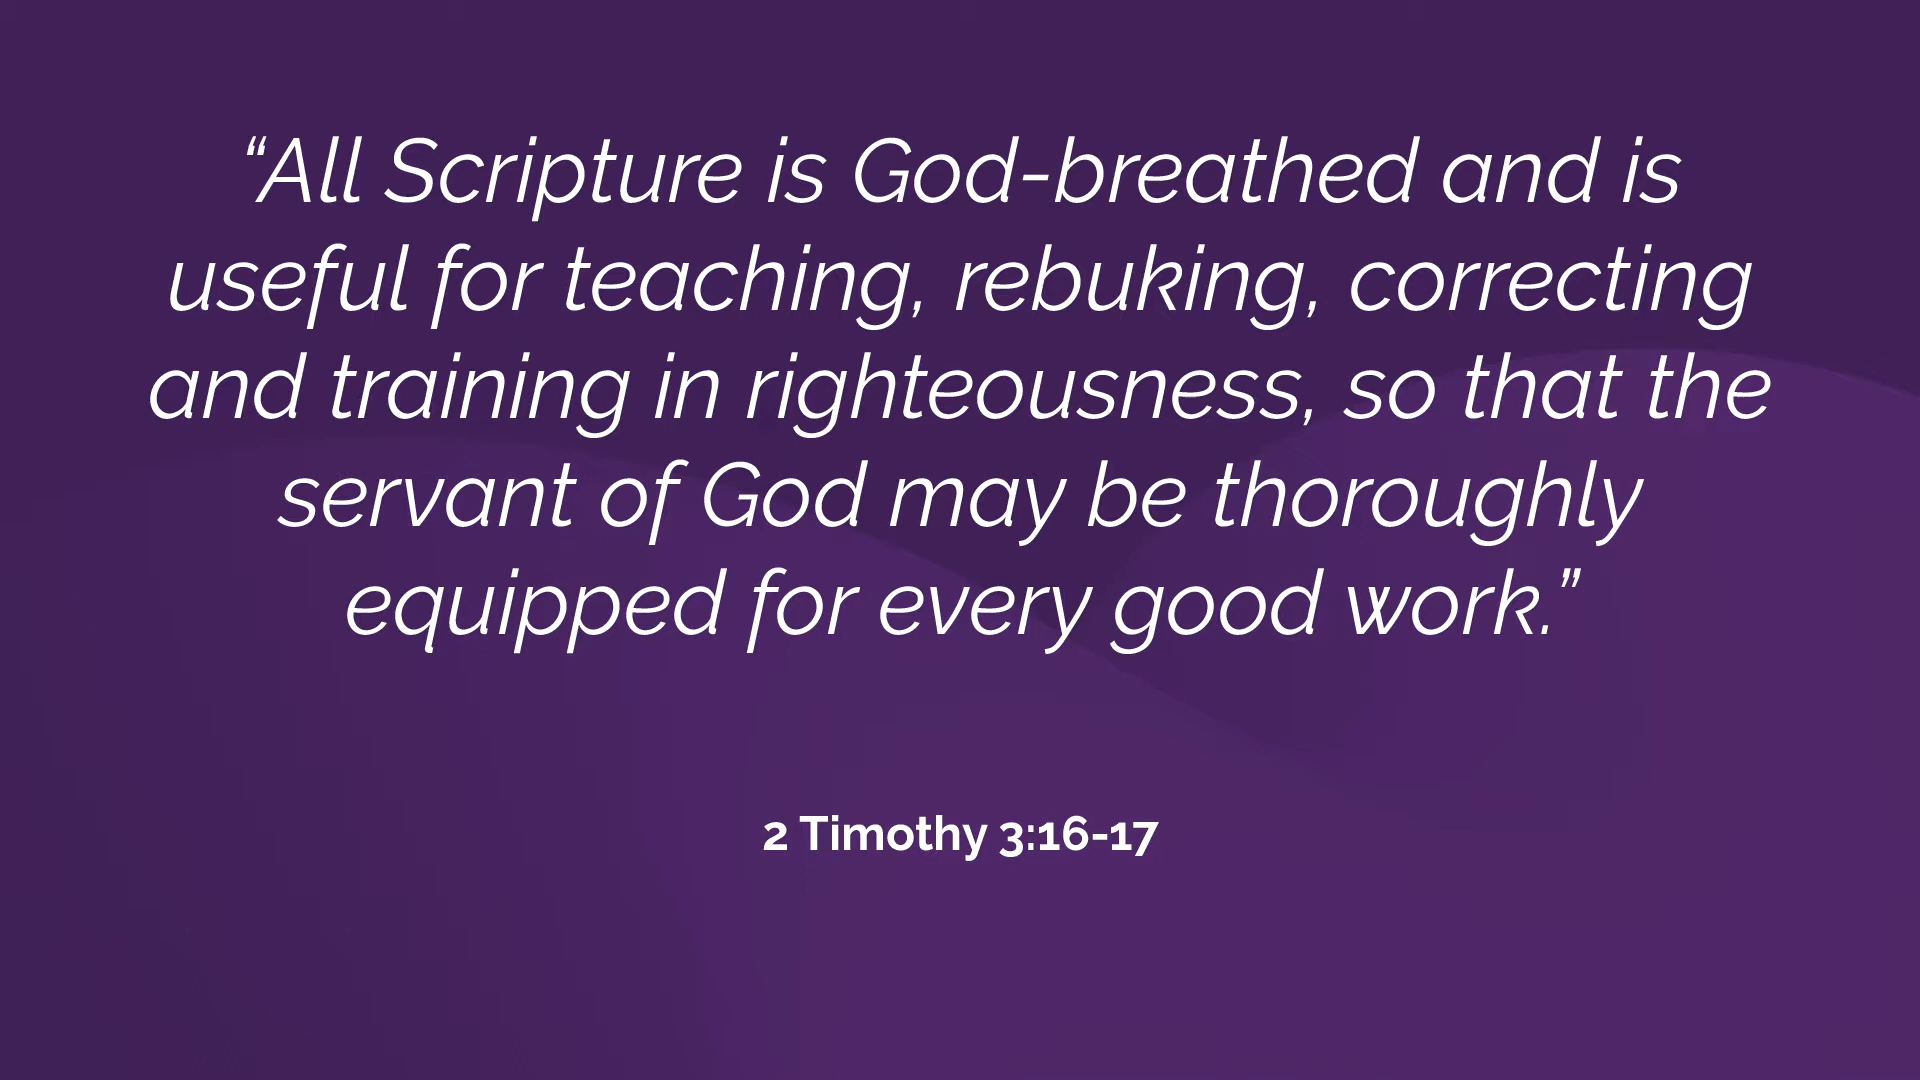 “All Scripture is God-breathed and is
useful for teaching, rebuking, correcting
and training in righteousness, so that the
servant of God may be thoroughly
equipped for every good work.”
2 Timothy 3:16-17